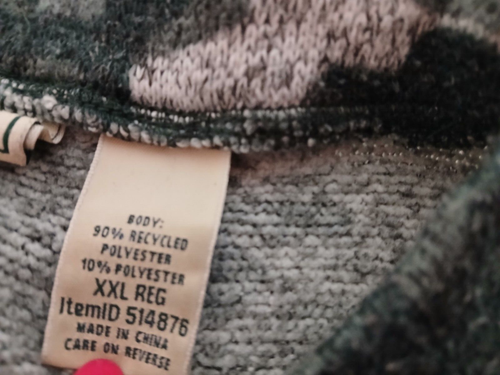 BODY:
90% RECYCLED
POLYESTER
10% POLYESTER
XXL REG
ItemID 514876
MADE IN CHINA
CARE ON REVERSE